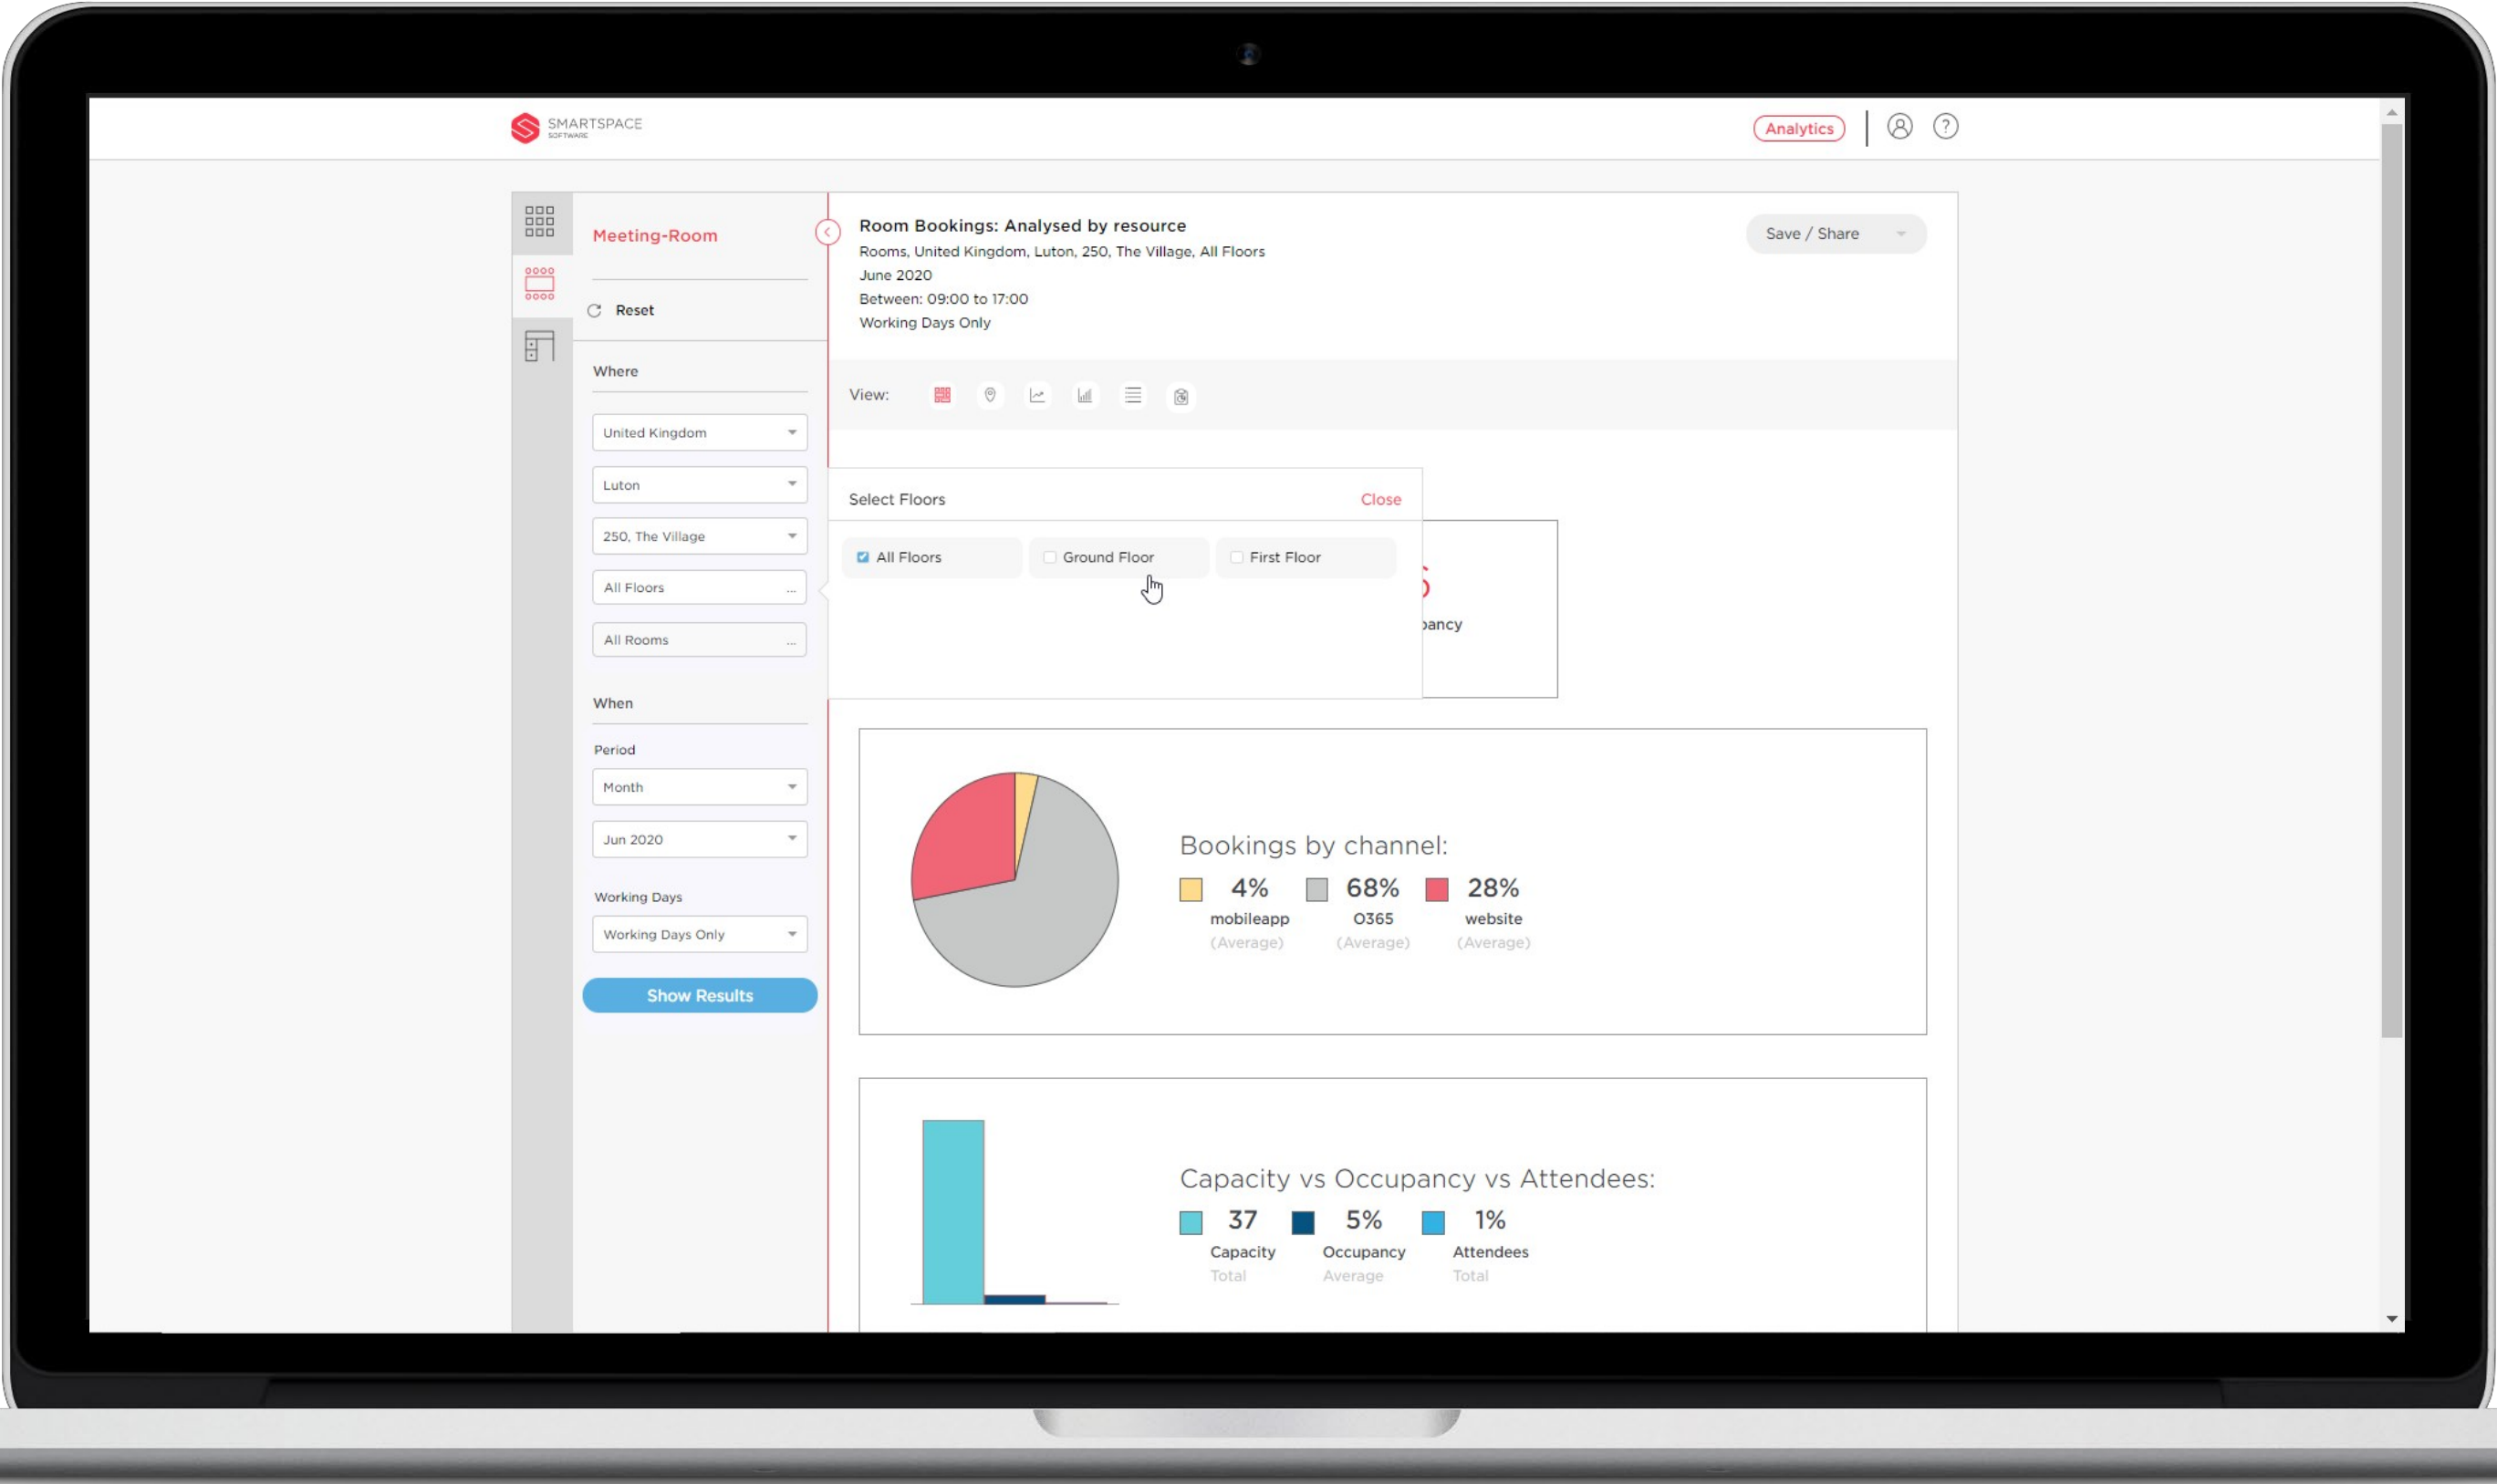 SMARTSPACE
SOFTWARE
Analytics
?
Meeting-Room
Reset
Where
United Kingdom
Luton
250, The Village
All Floors ...
All Rooms ...
When
Period
Month
Jun 2020
Working Days
Working Days Only
Show Results
Room Bookings: Analysed by resource
Rooms, United Kingdom, Luton, 250, The Village, All Floors
June 2020
Between: 09:00 to 17:00
Working Days Only
Save / Share
View:
Select Floors Close
All Floors Ground Floor First Floor
Bookings by channel:
4% 68% 28%
mobileapp O365 website
(Average) (Average) (Average)
Capacity vs Occupancy vs Attendees:
37 5% 1%
Capacity Occupancy Attendees
Total Average Total